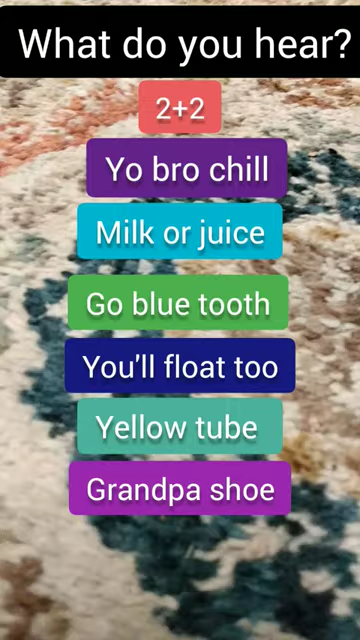 What do you hear?
2+2
Yo bro chill
Milk or juice
Go blue tooth
You'll float too
Yellow tube
Grandpa shoe